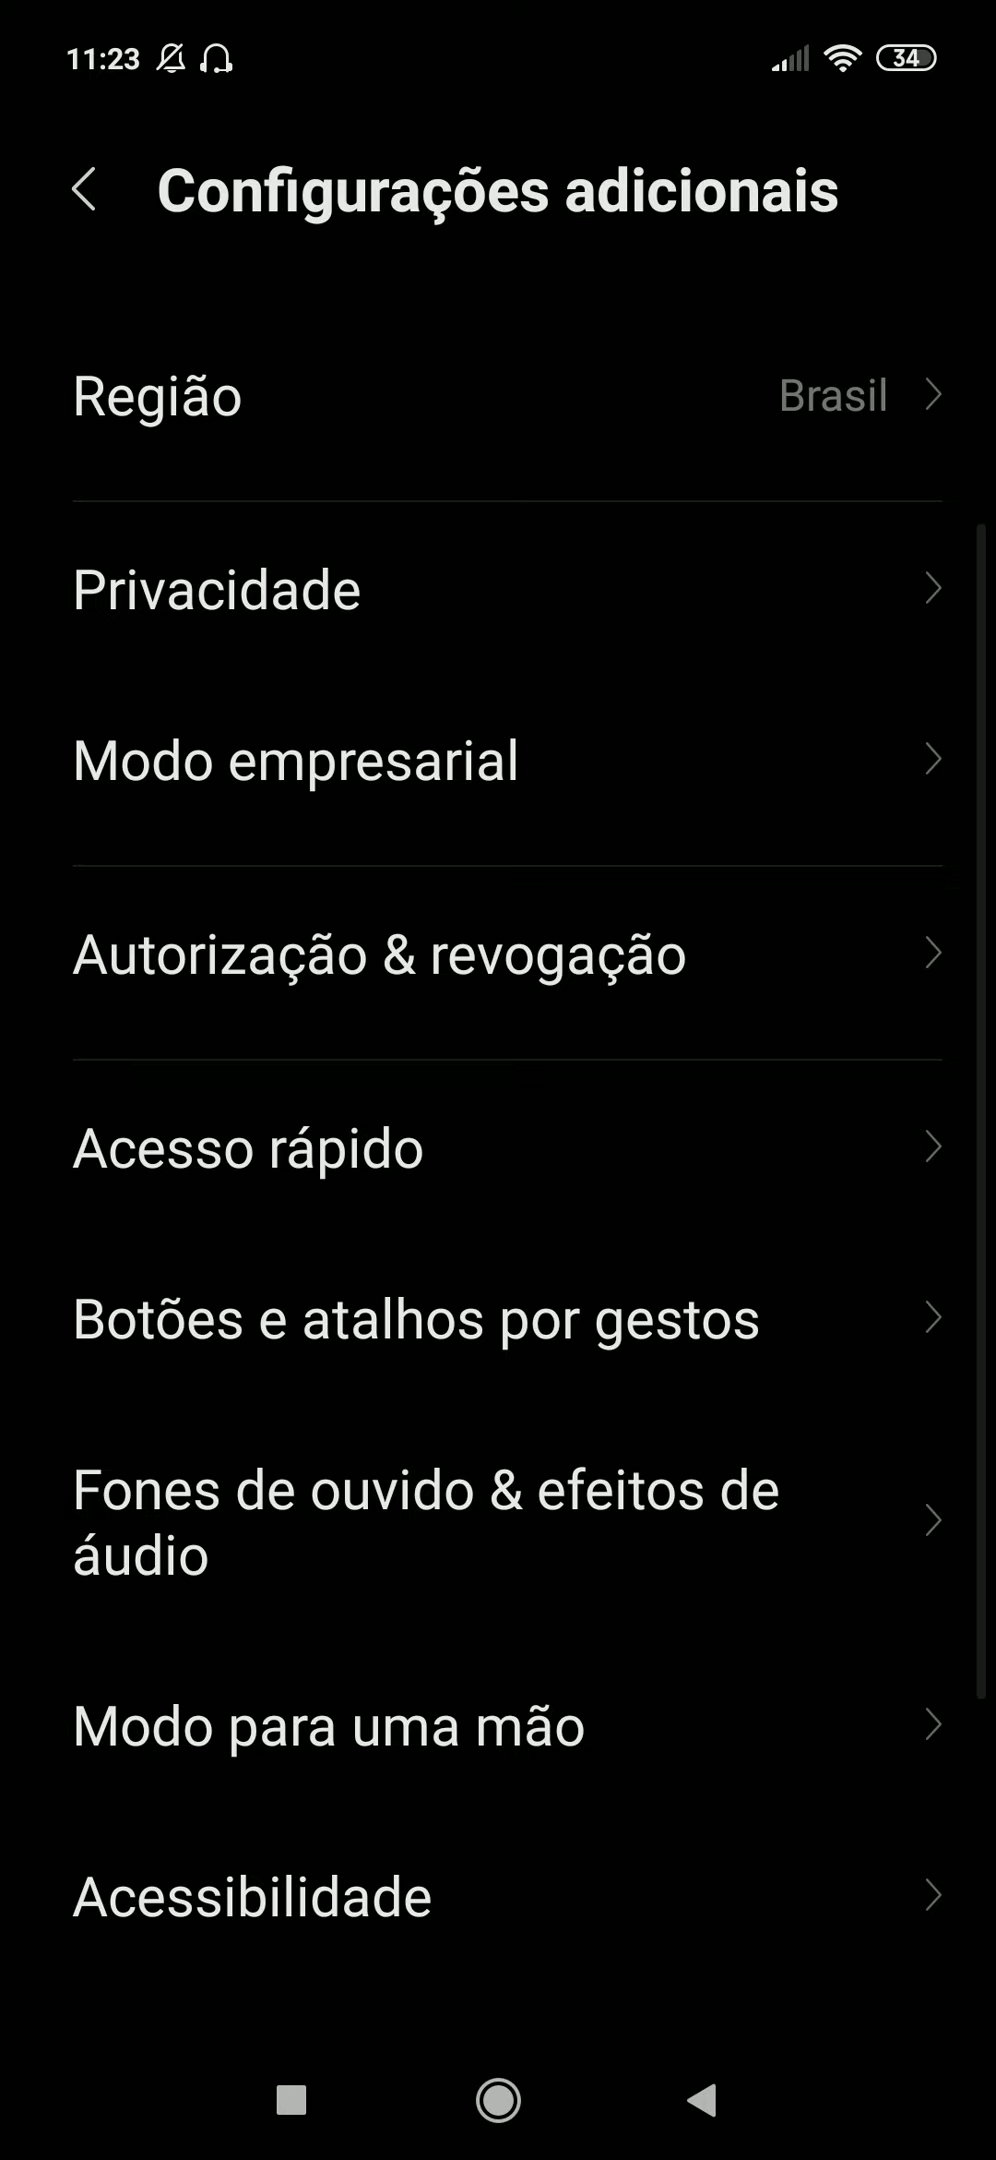 11:23
34
Configurações adicionais
Região
Brasil
Privacidade
Modo empresarial
Autorização & revogação
Acesso rápido
Botões e atalhos por gestos
Fones de ouvido & efeitos de
áudio
Modo para uma mão
Acessibilidade